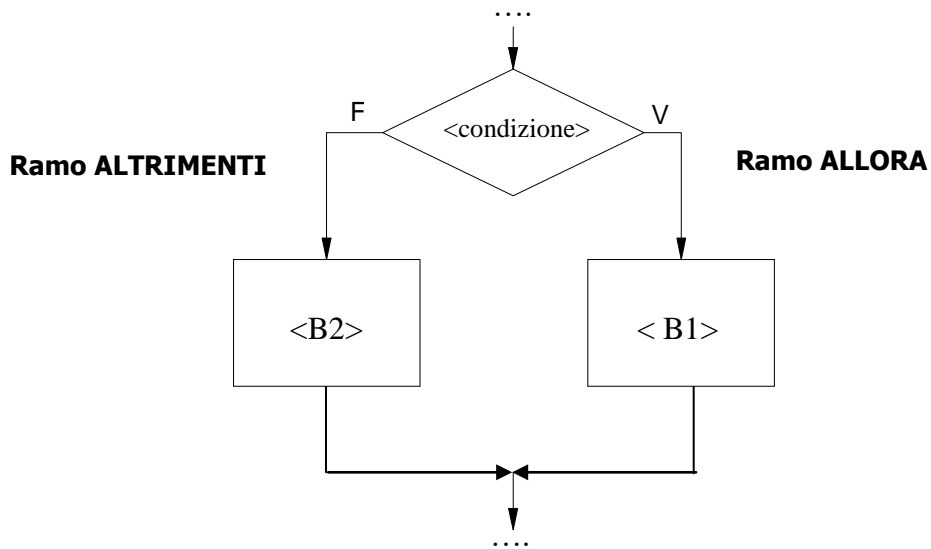 ....
F
V
<condizione>
Ramo ALTRIMENTI
Ramo ALLORA
<B2>
< B1>
....